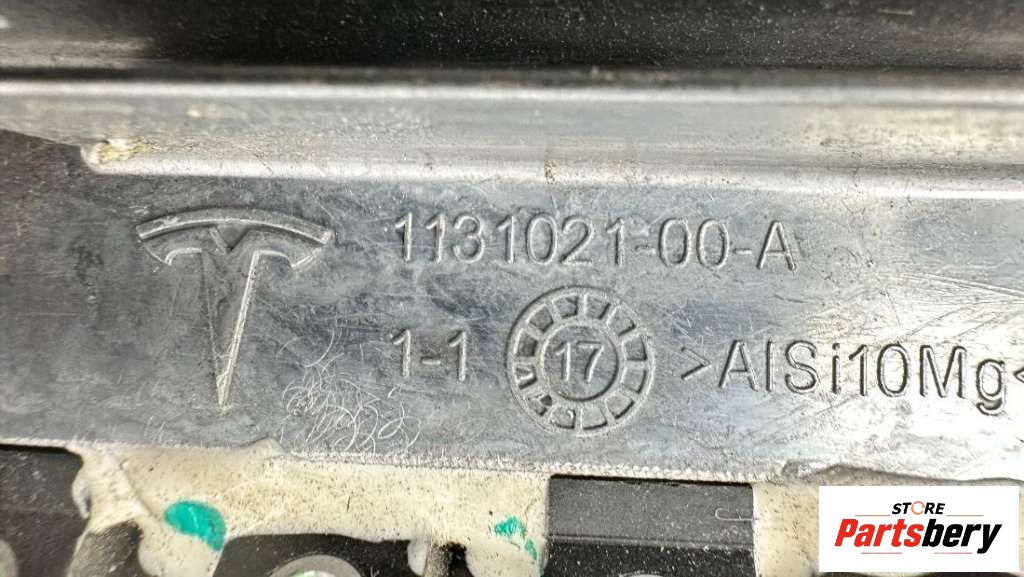 1131021-00-A
1-1 17 >AlSi10Mg<
STORE
Partsbery